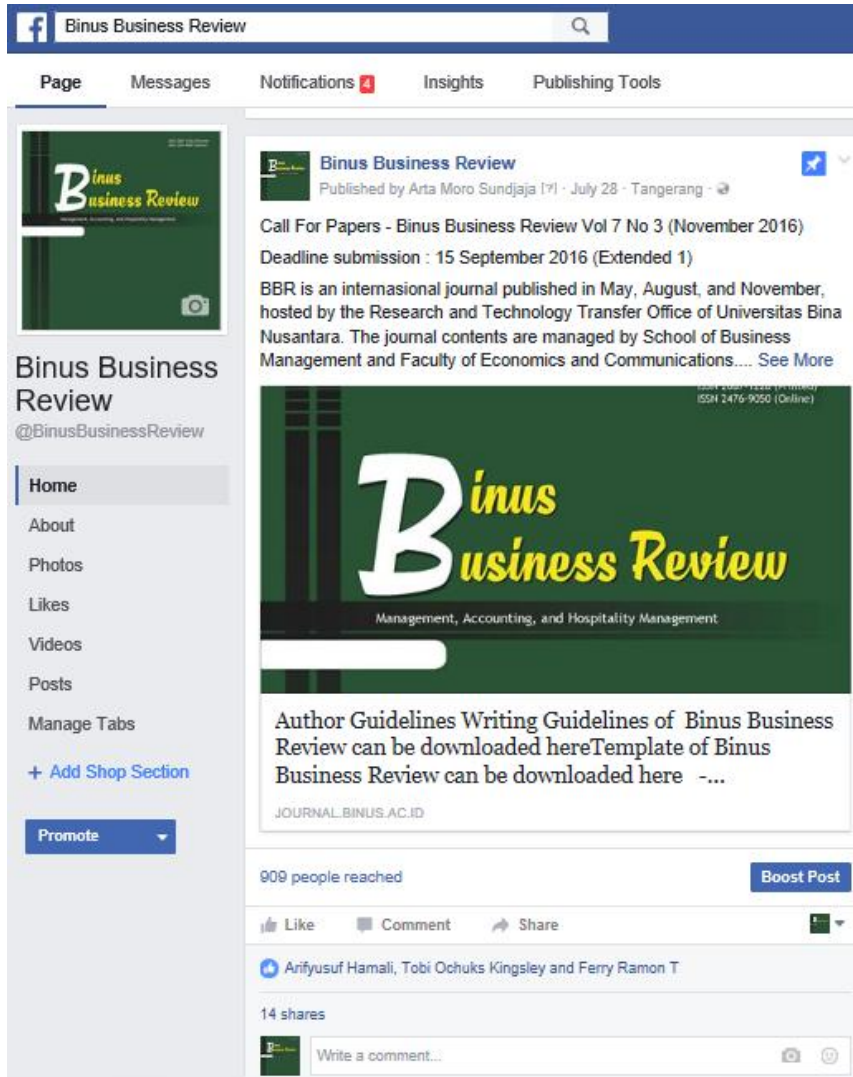 Binus Business Review
Page Messages Notifications 4 Insights Publishing Tools
Binus
Business Review
Binus Business
Review
@BinusBusinessReview
Home
About
Photos
Likes
Videos
Posts
Manage Tabs
+ Add Shop Section
Promote
Binus Business Review
Published by Arta Moro Sundjaja [?] · July 28 · Tangerang ·
Call For Papers - Binus Business Review Vol 7 No 3 (November 2016)
Deadline submission : 15 September 2016 (Extended 1)
BBR is an internasional journal published in May, August, and November,
hosted by the Research and Technology Transfer Office of Universitas Bina
Nusantara. The journal contents are managed by School of Business
Management and Faculty of Economics and Communications.... See More
ISSN 2476-9050 (Online)
Binus
Business Review
Management, Accounting, and Hospitality Management
Author Guidelines Writing Guidelines of Binus Business
Review can be downloaded hereTemplate of Binus
Business Review can be downloaded here -...
JOURNAL.BINUS.AC.ID
909 people reached
Boost Post
Like Comment Share
Arifyusuf Hamali, Tobi Ochuks Kingsley and Ferry Ramon T
14 shares
Write a comment...